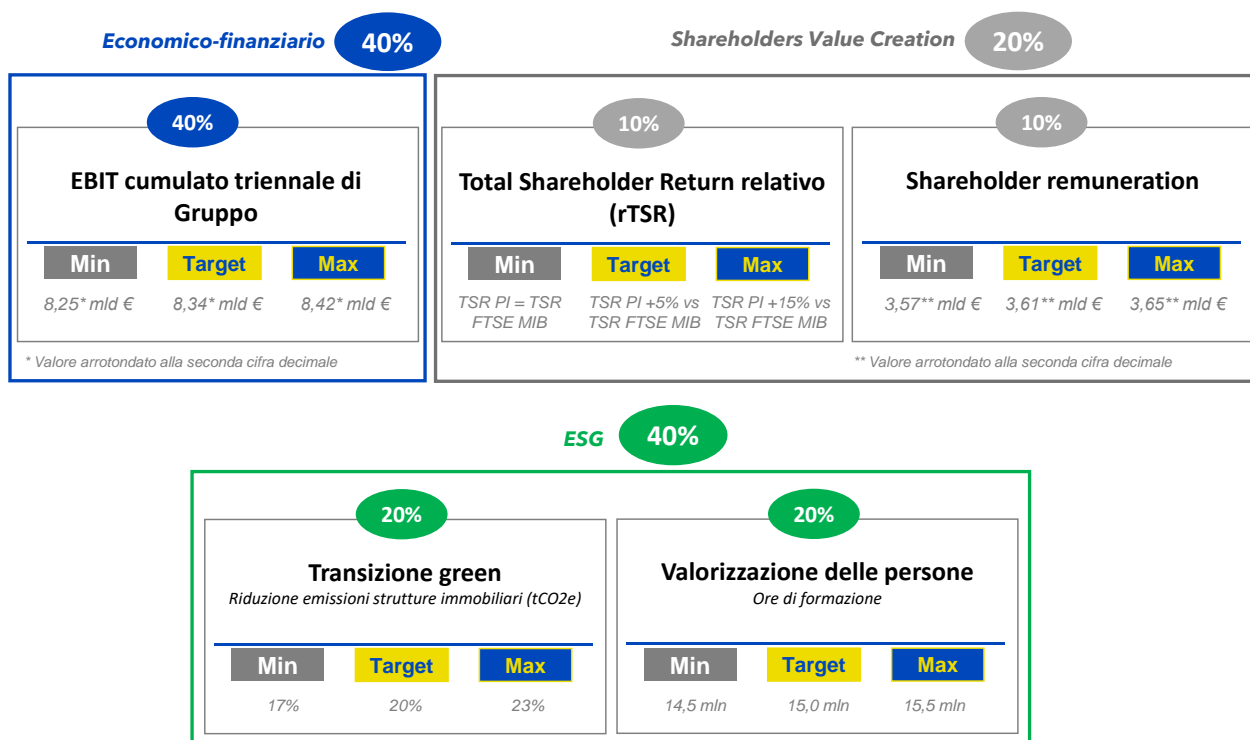 Economico-finanziario 40%
Shareholders Value Creation 20%
40%
EBIT cumulato triennale di
Gruppo
Min Target Max
8,25* mld € 8,34* mld € 8,42* mld €
* Valore arrotondato alla seconda cifra decimale
10%
Total Shareholder Return relativo
(rTSR)
Min Target Max
TSR PI = TSR TSR PI +5% vs TSR PI +15% vs
FTSE MIB TSR FTSE MIB TSR FTSE MIB
10%
Shareholder remuneration
Min Target Max
3,57** mld € 3,61** mld € 3,65** mld €
** Valore arrotondato alla seconda cifra decimale
ESG 40%
20%
Transizione green
Riduzione emissioni strutture immobiliari (tCO2e)
Min Target Max
17% 20% 23%
20%
Valorizzazione delle persone
Ore di formazione
Min Target Max
14,5 mln 15,0 mln 15,5 mln